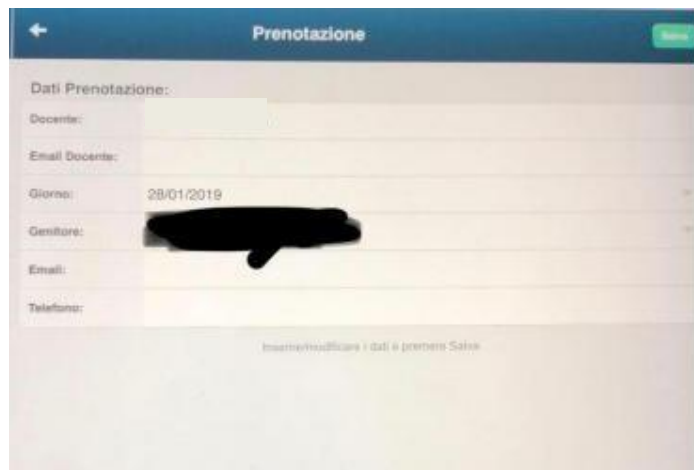 Prenotazione
Salva
Dati Prenotazione:
Docente:
Email Docente:
Giorno: 28/01/2019
Genitore:
Email:
Telefono:
Inserire/modificare i dati e premere Salva